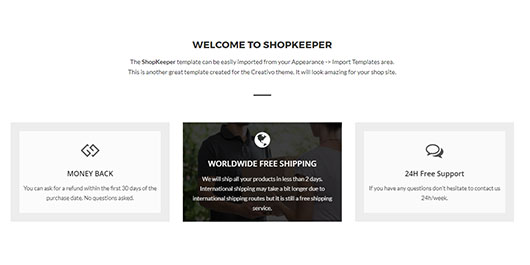 WELCOME TO SHOPKEEPER
The ShopKeeper template can be easily imported from your Appearance -> Import Templates area.
This is another great template created for the Creativo theme. It will look amazing for your shop site.
MONEY BACK
You can ask for a refund within the first 30 days of the
purchase date. No questions asked.
WORLDWIDE FREE SHIPPING
We will ship all your products in less than 2 days.
International shipping may take a bit longer due to
international shipping routes but it is still a free shipping
service.
24H Free Support
If you have any questions don't hesitate to contact us
24h/week.